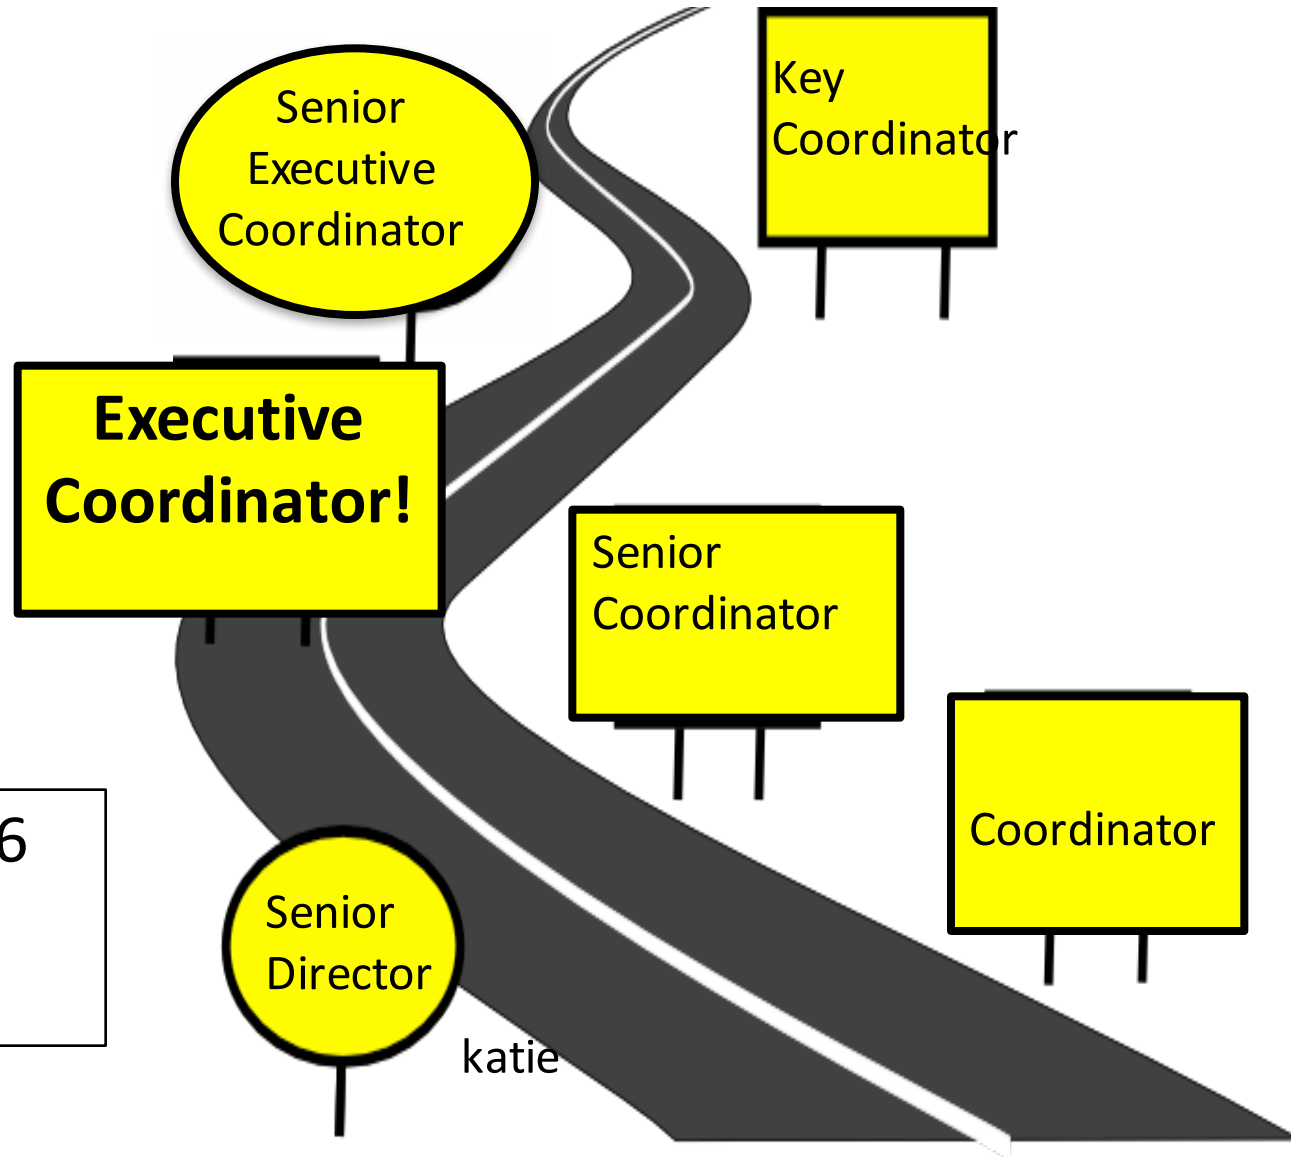 Senior
Executive
Coordinator
Key
Coordinator
Executive
Coordinator!
Senior
Coordinator
Coordinator
6
Senior
Director
katie